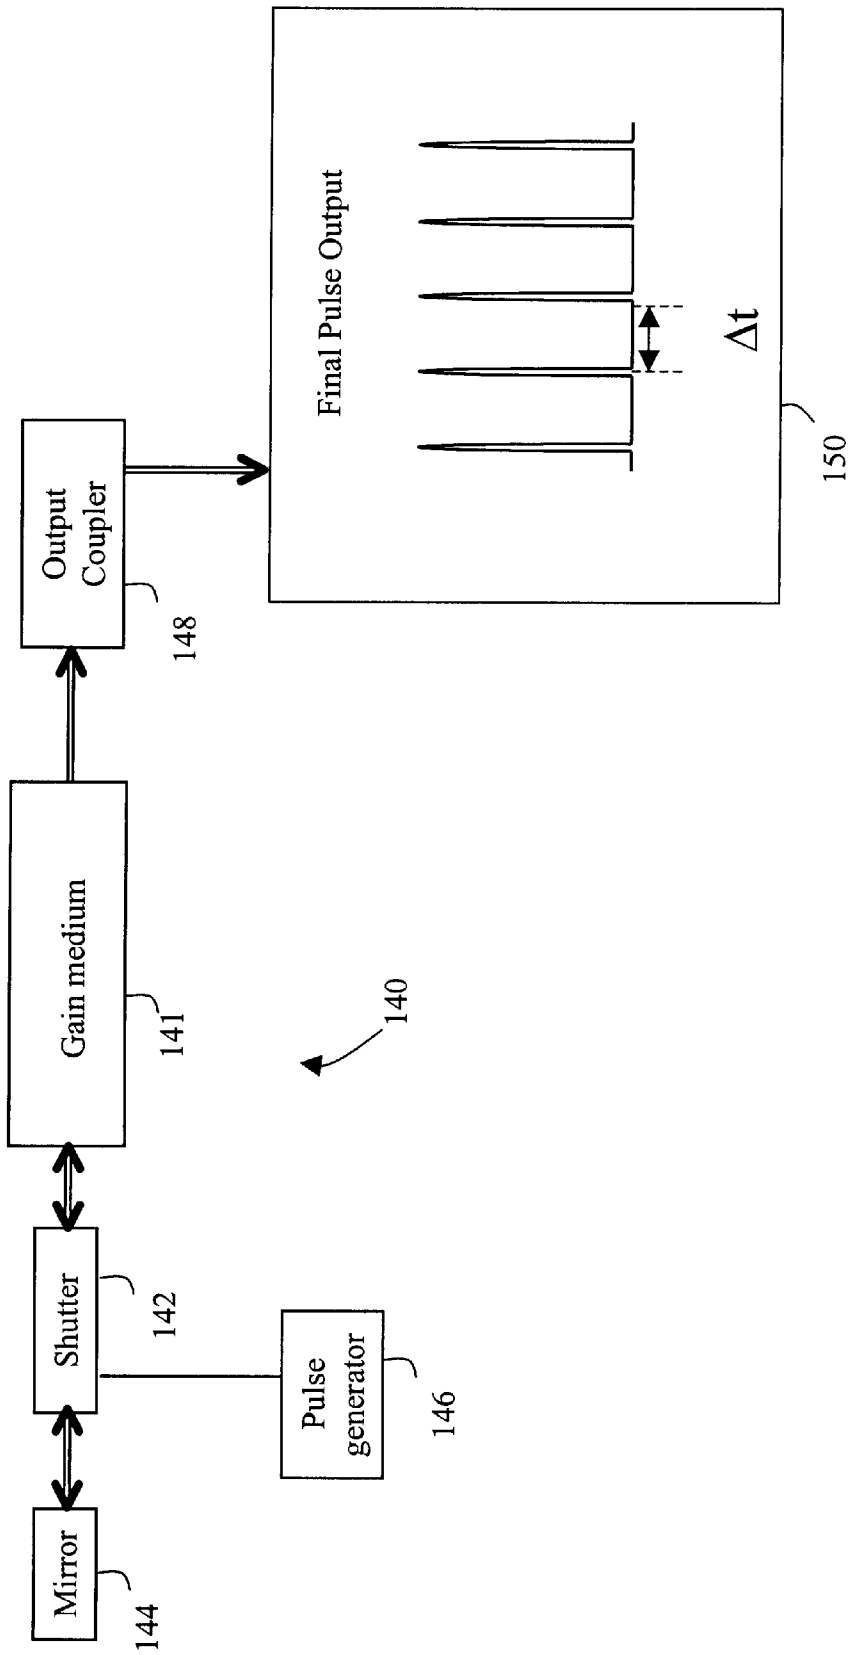 Mirror
144
Shutter
142
Pulse
generator
146
Gain medium
141
140
Output
Coupler
148
Final Pulse Output
Δt
150